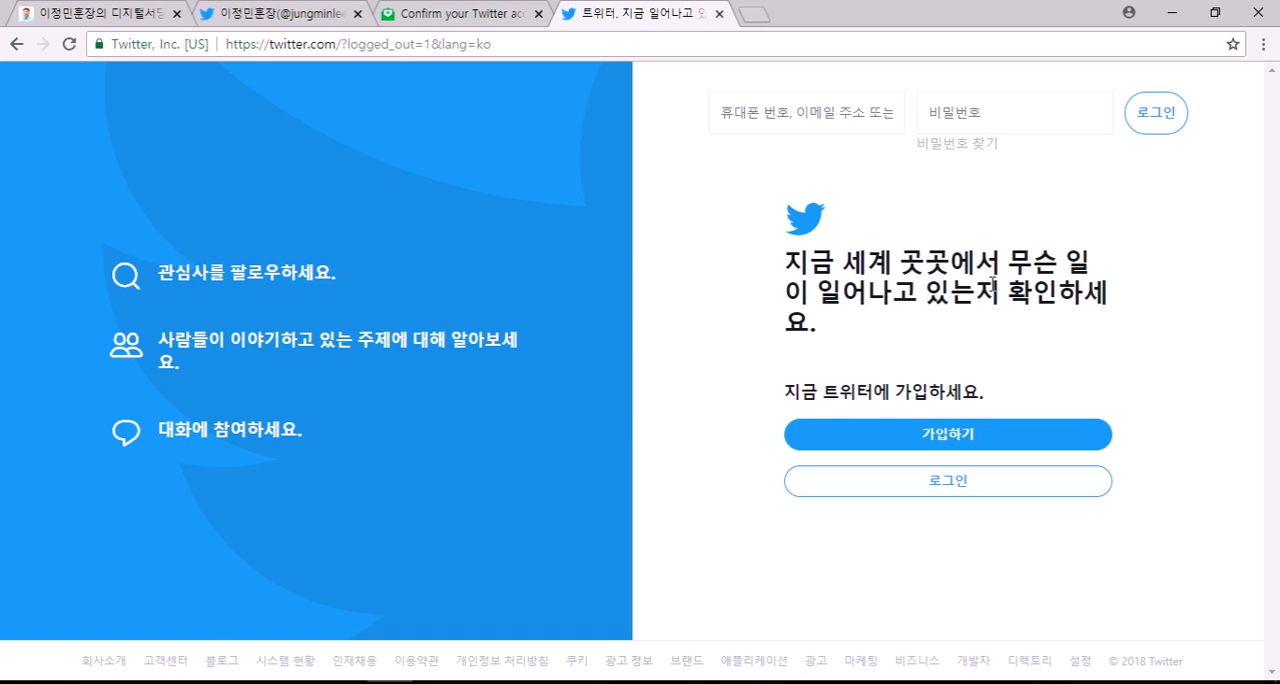 이정민훈장의 디지털서당
이정민훈장(@jungminlee
Confirm your Twitter acc
트위터. 지금 일어나고 있
Twitter, Inc. [US]
https://twitter.com/?logged_out=1&lang=ko
휴대폰 번호, 이메일 주소 또는
비밀번호
로그인
비밀번호 찾기
관심사를 팔로우하세요.
사람들이 이야기하고 있는 주제에 대해 알아보세
요.
대화에 참여하세요.
지금 세계 곳곳에서 무슨 일
이 일어나고 있는지 확인하세
요.
지금 트위터에 가입하세요.
가입하기
로그인
회사소개 고객센터 블로그 시스템 현황 인재채용 이용약관 개인정보 처리방침 쿠키 광고 정보 브랜드 애플리케이션 광고 마케팅 비즈니스 개발자 디렉토리 설정 © 2018 Twitter